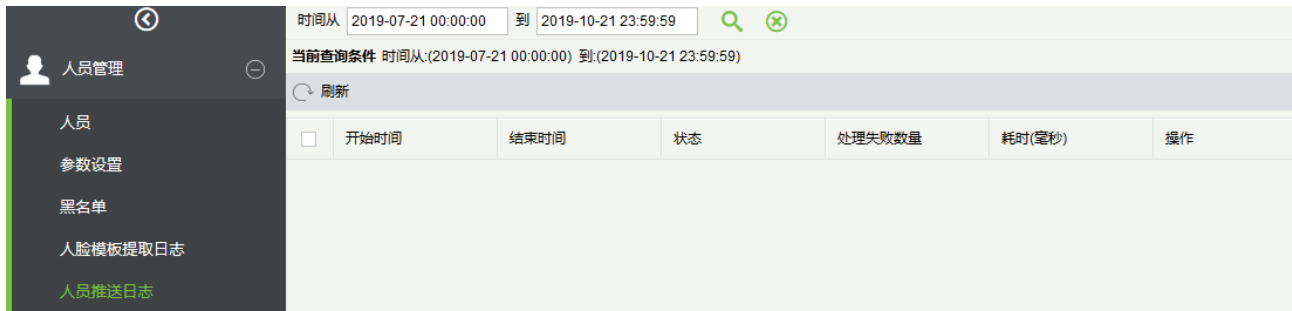 时间从 2019-07-21 00:00:00 到 2019-10-21 23:59:59
当前查询条件 时间从:(2019-07-21 00:00:00) 到:(2019-10-21 23:59:59)
刷新
开始时间 结束时间 状态 处理失败数量 耗时(毫秒) 操作
人员管理
人员
参数设置
黑名单
人脸模板提取日志
人员推送日志